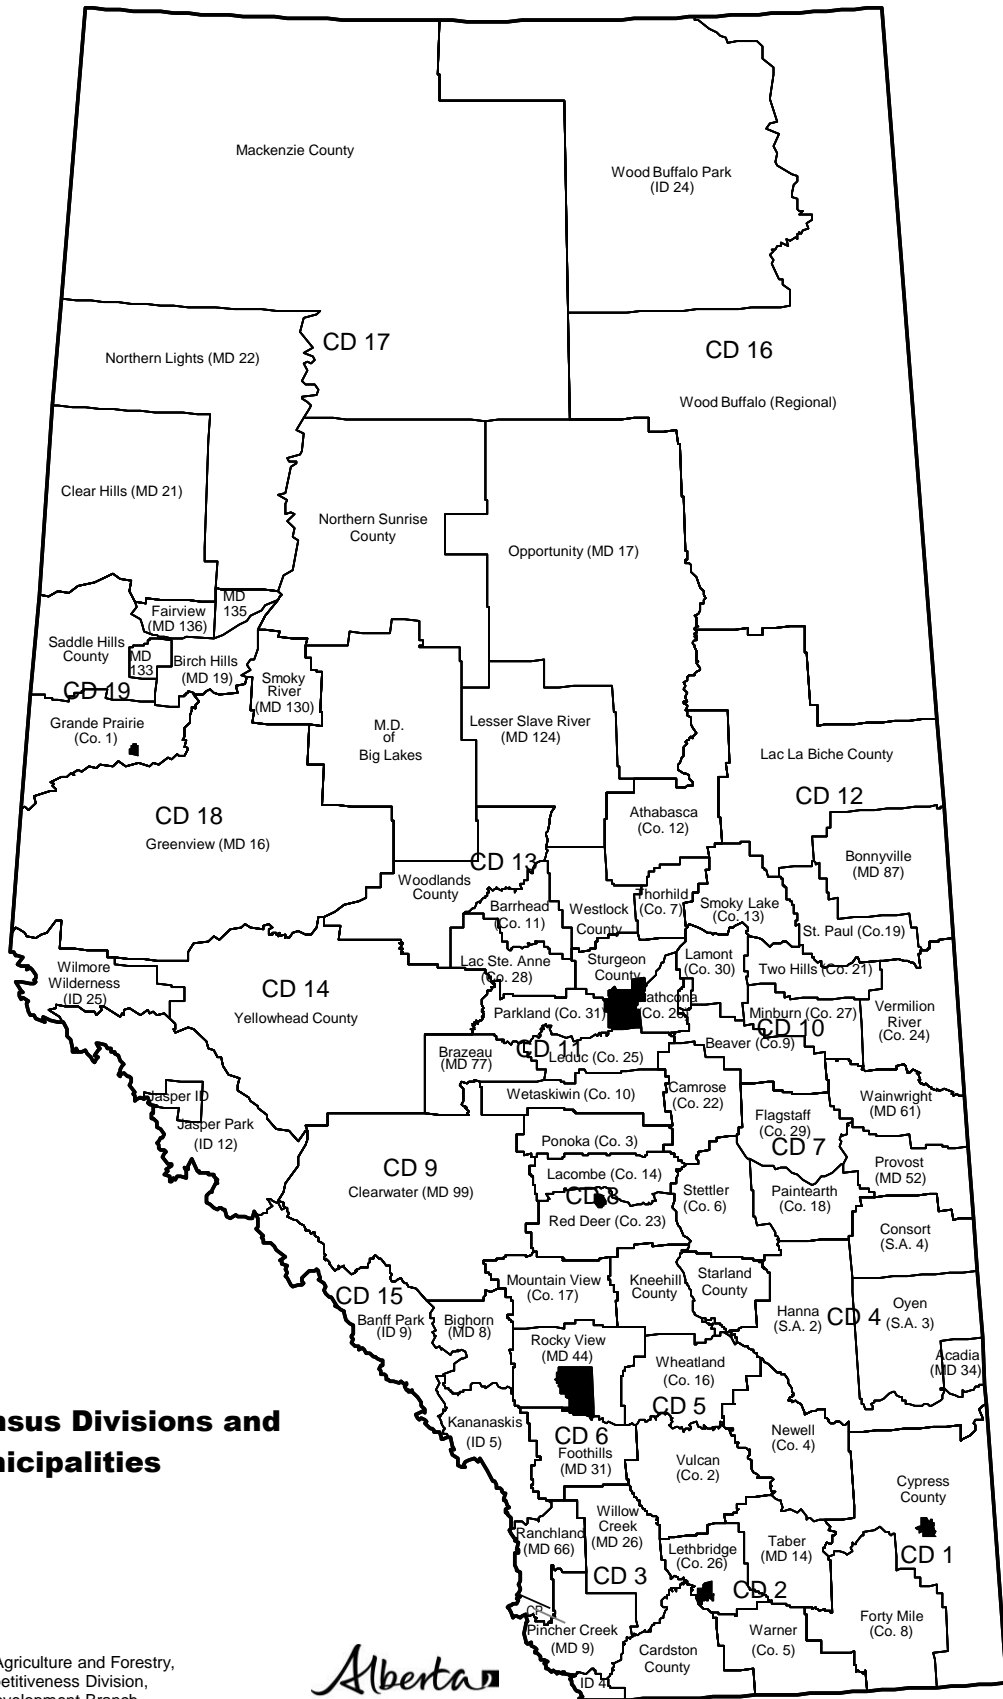 Mackenzie County
Wood Buffalo Park
(ID 24)
CD 17
CD 16
Northern Lights (MD 22)
Wood Buffalo (Regional)
Clear Hills (MD 21)
Northern Sunrise
County
Opportunity (MD 17)
MD
135
Fairview
(MD 136)
Saddle Hills
County
MD
133
Birch Hills
(MD 19)
Smoky
River
(MD 130)
CD 19
Grande Prairie
(Co. 1)
M.D.
of
Big Lakes
Lesser Slave River
(MD 124)
Lac La Biche County
CD 12
CD 18
Greenview (MD 16)
Athabasca
(Co. 12)
Bonnyville
(MD 87)
CD 13
Woodlands
County
Barrhead
(Co. 11)
Westlock
County
Thorhild
(Co. 7)
Smoky Lake
(Co. 13)
St. Paul (Co.19)
Wilmore
Wilderness
(ID 25)
CD 14
Yellowhead County
Lac Ste. Anne
(Co. 28)
Sturgeon
County
Lamont
(Co. 30)
Two Hills (Co. 21)
Parkland (Co. 31)
Minburn (Co. 27)
CD 10
Vermilion
River
(Co. 24)
Brazeau
(MD 77)
CD 11
Leduc (Co. 25)
Beaver (Co.9)
Wetaskiwin (Co. 10)
Camrose
(Co. 22)
Wainwright
(MD 61)
Jasper ID
Jasper Park
(ID 12)
Flagstaff
(Co. 29)
CD 7
Ponoka (Co. 3)
CD 9
Clearwater (MD 99)
Lacombe (Co. 14)
CD 8
Red Deer (Co. 23)
Stettler
(Co. 6)
Paintearth
(Co. 18)
Provost
(MD 52)
Consort
(S.A. 4)
CD 15
Banff Park
(ID 9)
Bighorn
(MD 8)
Mountain View
(Co. 17)
Kneehill
County
Starland
County
Hanna
(S.A. 2)
CD 4
Oyen
(S.A. 3)
Acadia
(MD 34)
Rocky View
(MD 44)
Wheatland
(Co. 16)
CD 5
Kananaskis
(ID 5)
CD 6
Foothills
(MD 31)
Vulcan
(Co. 2)
Newell
(Co. 4)
Cypress
County
CD 1
nsus Divisions and
nicipalities
Ranchland
(MD 66)
Willow
Creek
(MD 26)
CD 3
Lethbridge
(Co. 26)
Taber
(MD 14)
CD 2
CP
Pincher Creek
(MD 9)
Cardston
County
Warner
(Co. 5)
Forty Mile
(Co. 8)
ID 4
Agriculture and Forestry,
petitiveness Division,
Alberta